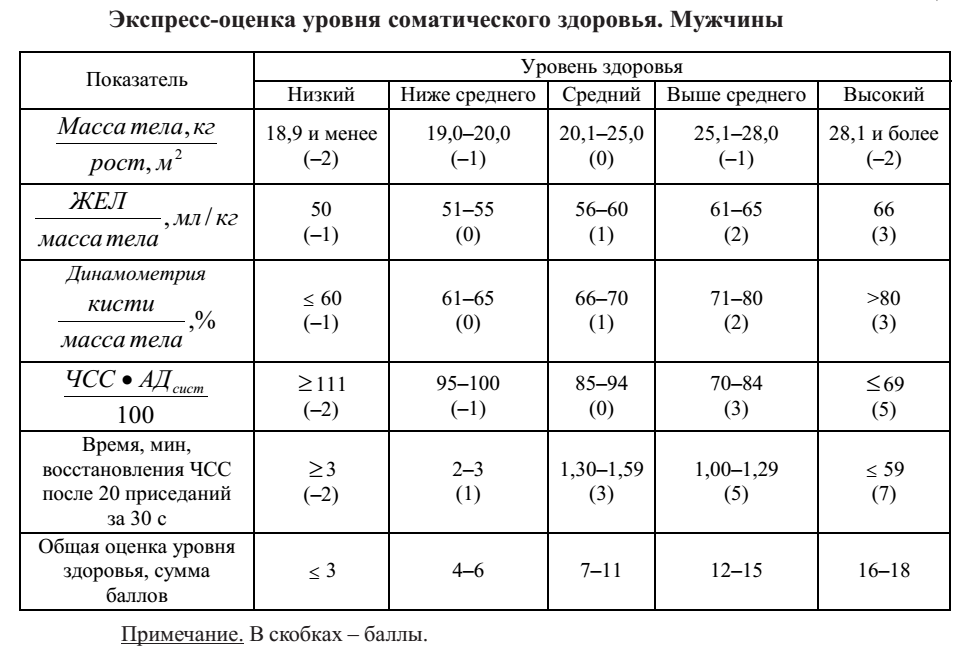 Экспресс-оценка уровня соматического здоровья. Мужчины
Показатель
Уровень здоровья
Низкий Ниже среднего Средний Выше среднего Высокий
Масса тела, кг
рост, м²
18,9 и менее 19,0–20,0 20,1–25,0 25,1–28,0 28,1 и более
(–2) (–1) (0) (–1) (–2)
ЖЕЛ
масса тела
, мл / кг
50 51–55 56–60 61–65 66
(–1) (0) (1) (2) (3)
Динамометрия
кисти
масса тела
,%
≤ 60 61–65 66–70 71–80 >80
(–1) (0) (1) (2) (3)
ЧСС • АДсист
100
≥111 95–100 85–94 70–84 ≤69
(–2) (–1) (0) (3) (5)
Время, мин,
восстановления ЧСС
после 20 приседаний
за 30 с
≥3 2–3 1,30–1,59 1,00–1,29 ≤ 59
(–2) (1) (3) (5) (7)
Общая оценка уровня
здоровья, сумма
баллов
≤ 3 4–6 7–11 12–15 16–18
Примечание. В скобках – баллы.